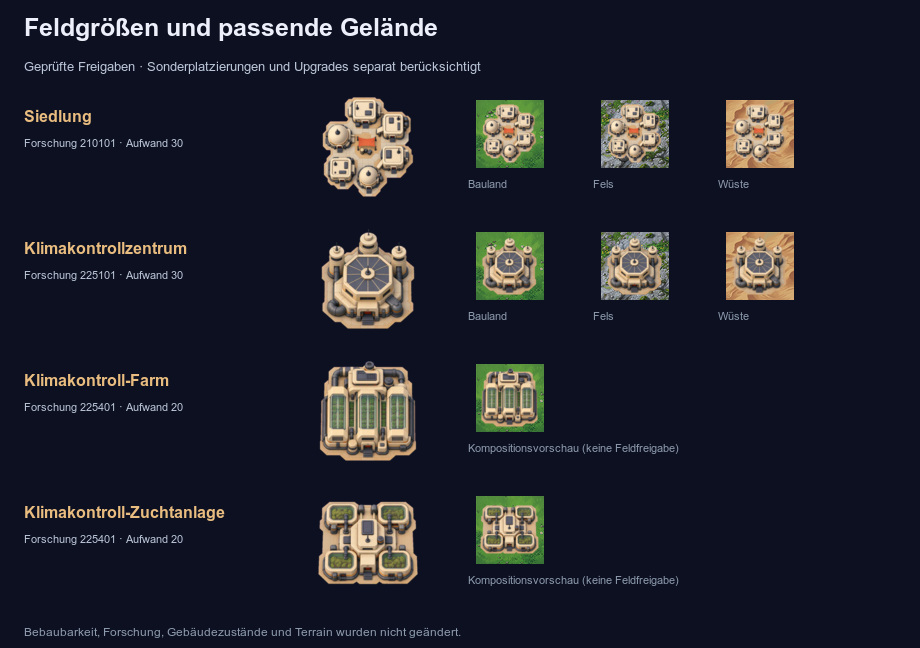 Feldgrößen und passende Gelände
Geprüfte Freigaben · Sonderplatzierungen und Upgrades separat berücksichtigt
Siedlung
Forschung 210101 · Aufwand 30
Bauland
Fels
Wüste
Klimakontrollzentrum
Forschung 225101 · Aufwand 30
Bauland
Fels
Wüste
Klimakontroll-Farm
Forschung 225401 · Aufwand 20
Kompositionsvorschau (keine Feldfreigabe)
Klimakontroll-Zuchtanlage
Forschung 225401 · Aufwand 20
Kompositionsvorschau (keine Feldfreigabe)
Bebaubarkeit, Forschung, Gebäudezustände und Terrain wurden nicht geändert.